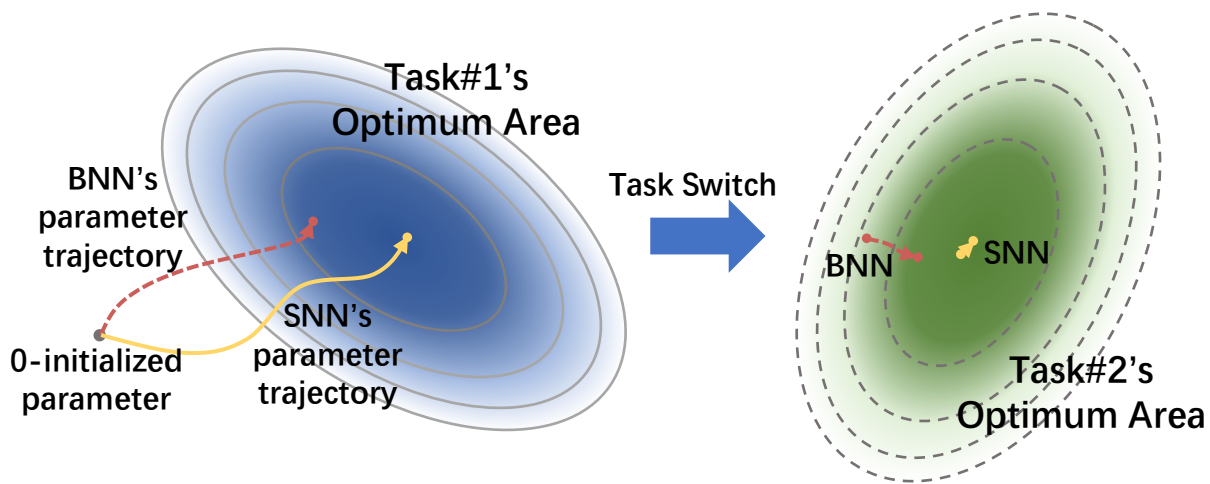 Task#1's
Optimum Area
BNN's
parameter
trajectory
SNN's
parameter
trajectory
0-initialized
parameter
Task Switch
BNN
SNN
Task#2's
Optimum Area